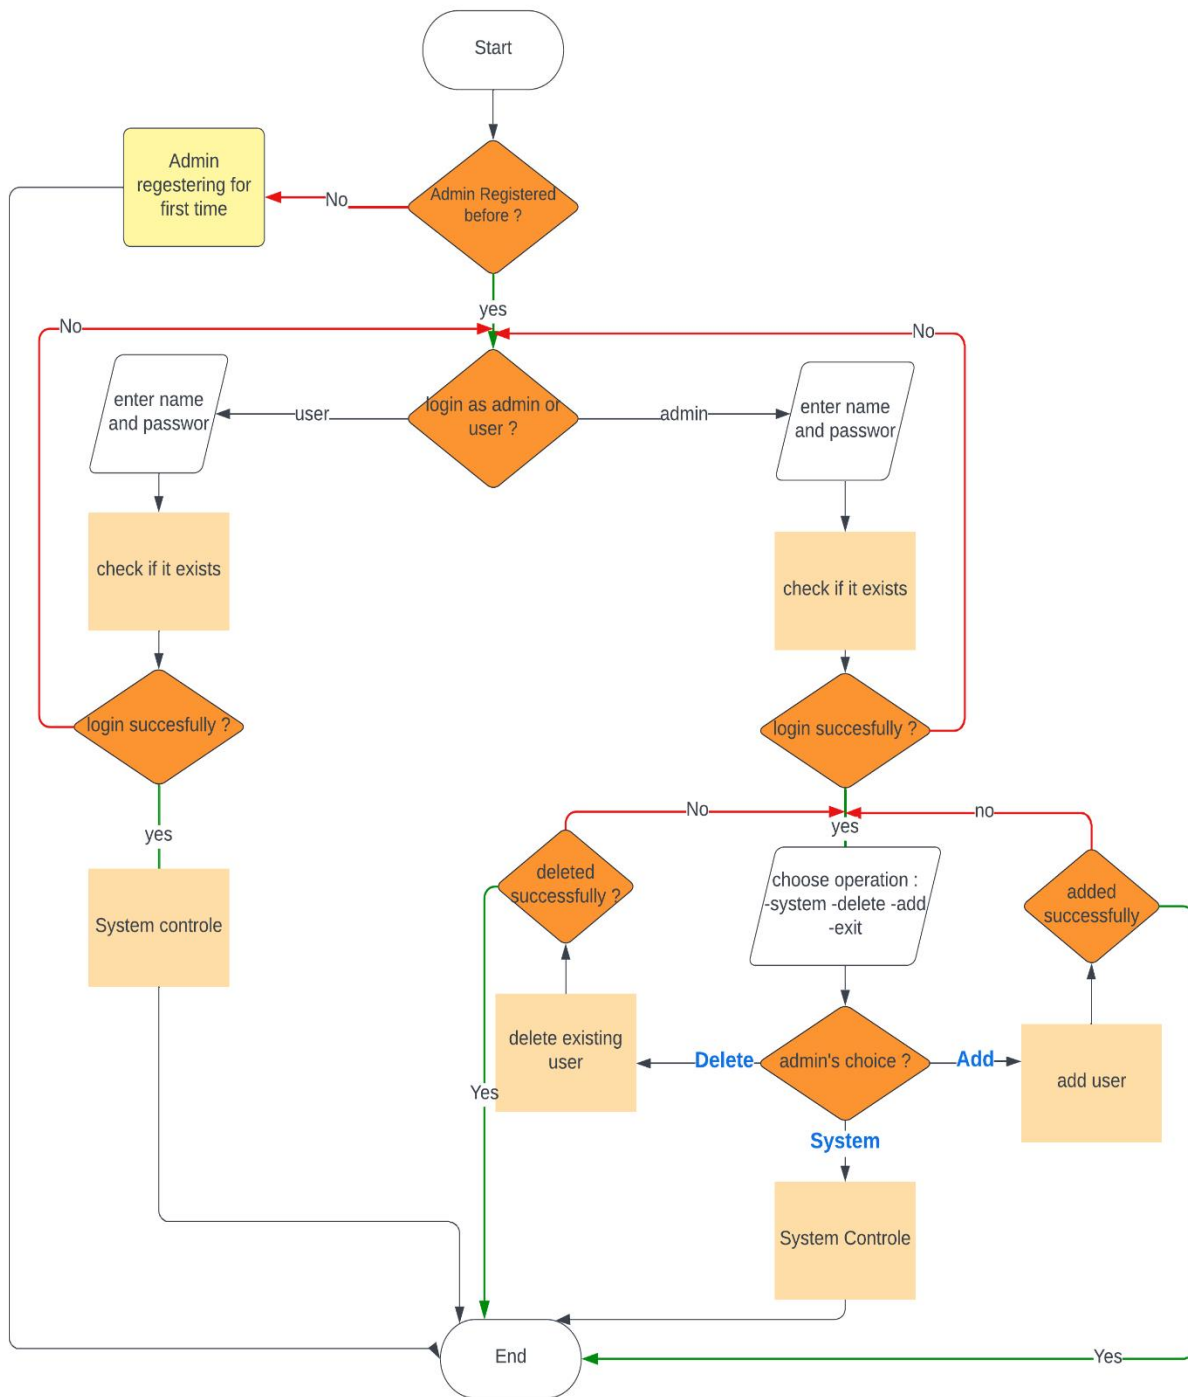 Start
Admin
regestering for
first time
No
Admin Registered
before ?
yes
No
No
enter name
and passwor
user
login as admin or
user ?
admin
enter name
and passwor
check if it exists
check if it exists
login succesfully ?
login succesfully ?
yes
No
yes
no
deleted
successfully ?
choose operation :
-system -delete -add
-exit
added
successfully
System controle
delete existing
user
Delete
admin's choice ?
Add
add user
Yes
System
System Controle
End
Yes